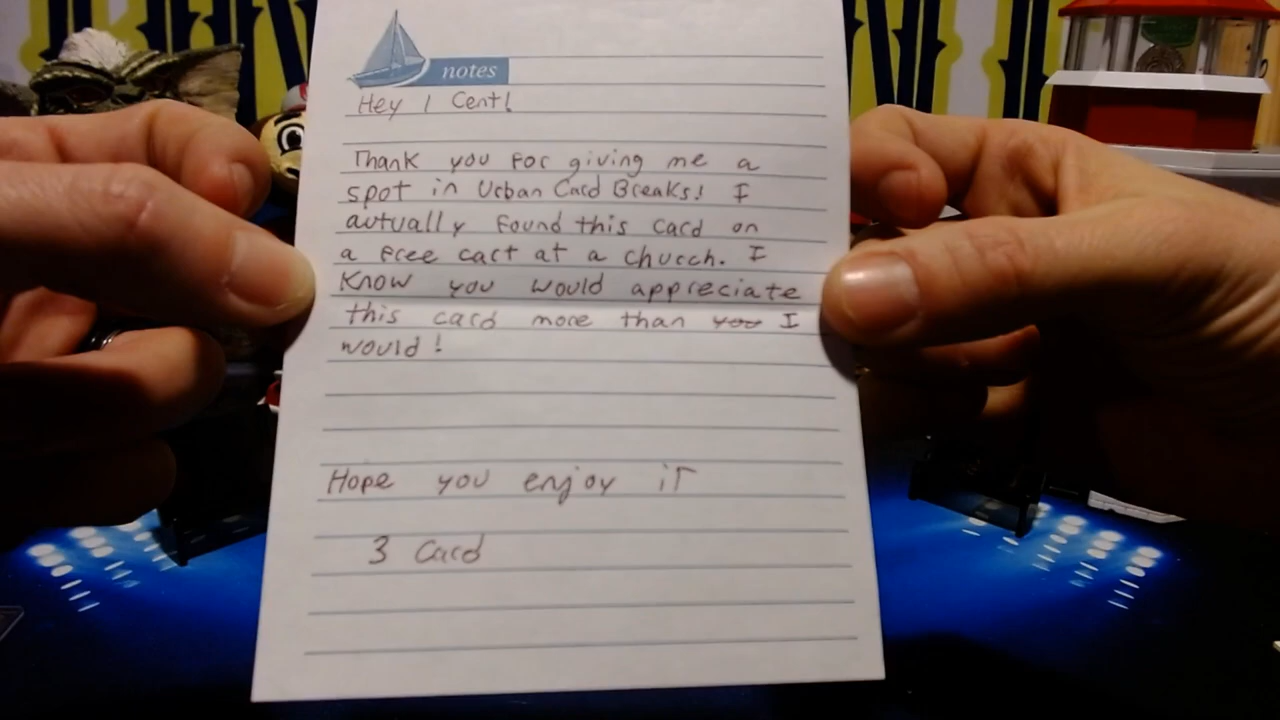 notes
Hey 1 Cent!
Thank you for giving me a
spot in Urban Card Breaks! I
autually found this card on
a free cart at a church. I
Know you would appreciate
this card more than you I
would!
Hope you enjoy it
3 Card